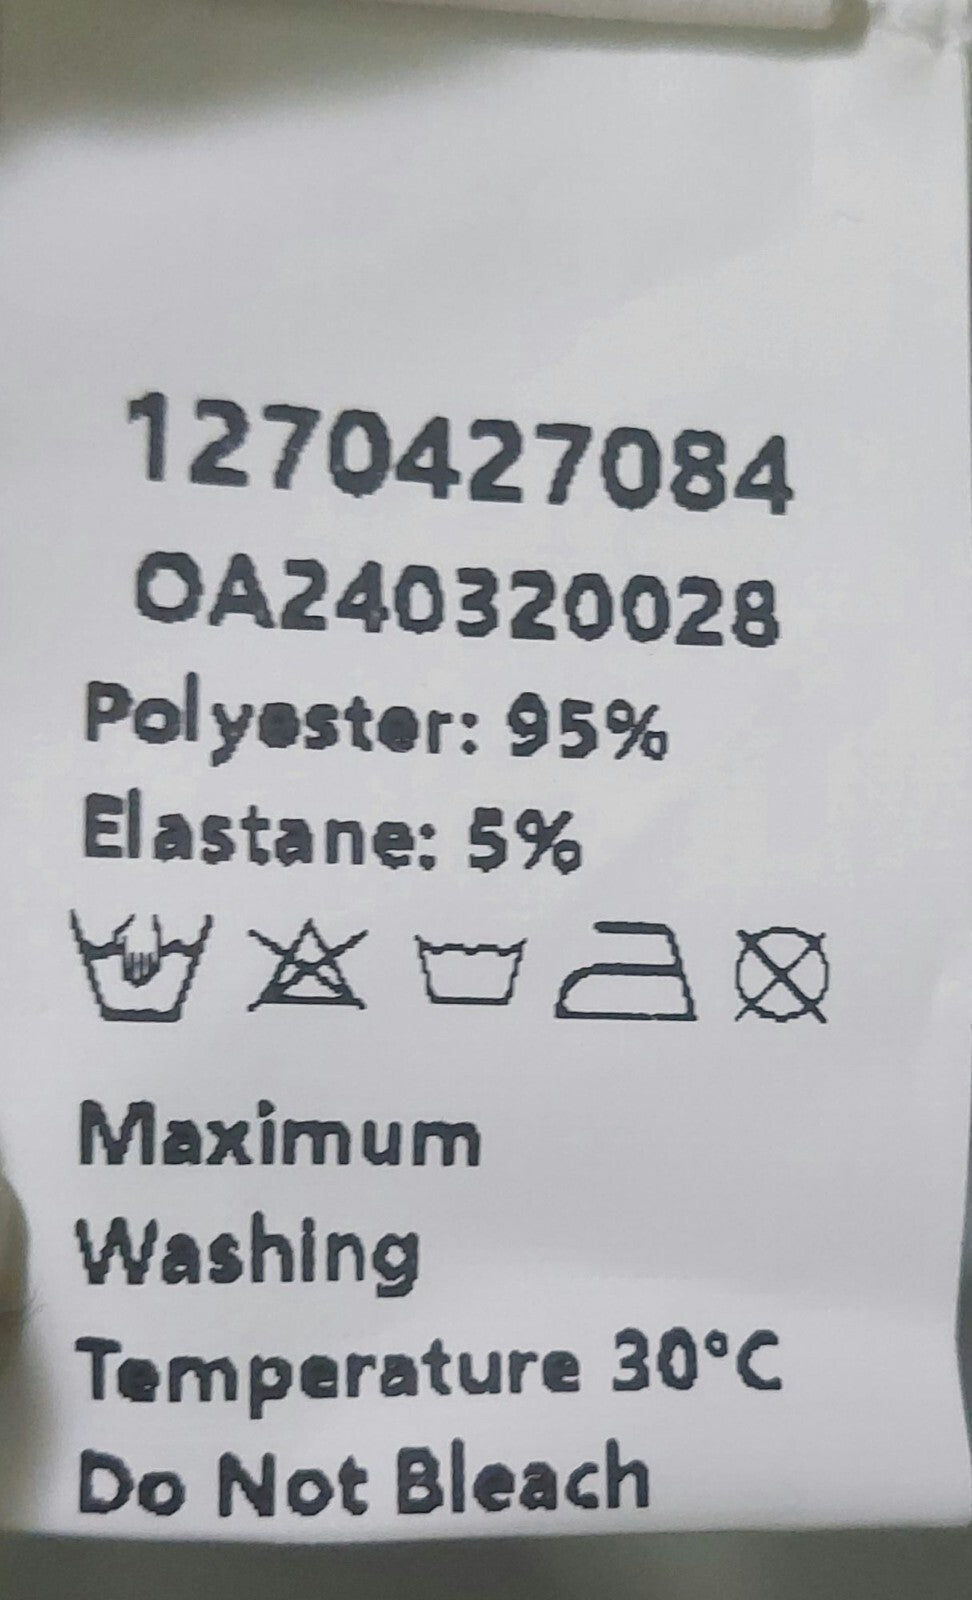 1270427084
OA240320028
Polyester: 95%
Elastane: 5%
Maximum
Washing
Temperature 30°C
Do Not Bleach